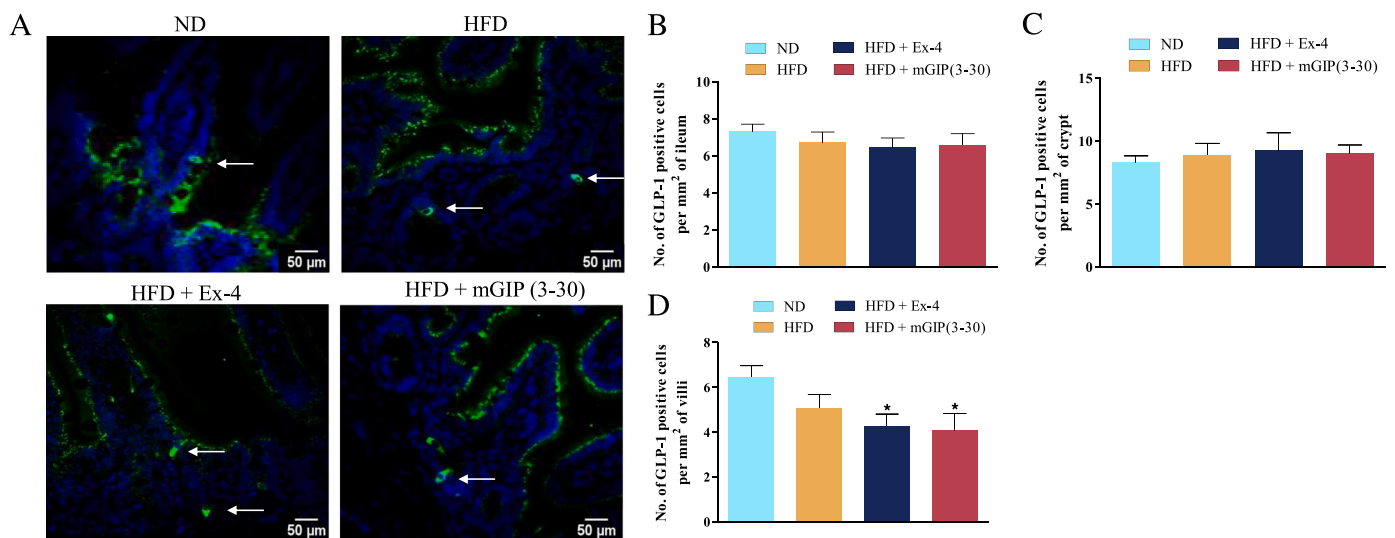 A
ND
HFD
50 µm
50 µm
HFD + Ex-4
HFD + mGIP (3-30)
50 µm
50 µm
B
ND
HFD + Ex-4
HFD
HFD + mGIP(3-30)
No. of GLP-1 positive cells
per mm² of ileum
10
8
6
4
2
0
C
ND
HFD + Ex-4
HFD
HFD + mGIP(3-30)
No. of GLP-1 positive cells
per mm² of crypt
15
10
5
0
D
ND
HFD + Ex-4
HFD
HFD + mGIP(3-30)
No. of GLP-1 positive cells
per mm² of villi
8
6
4
2
0
*
*